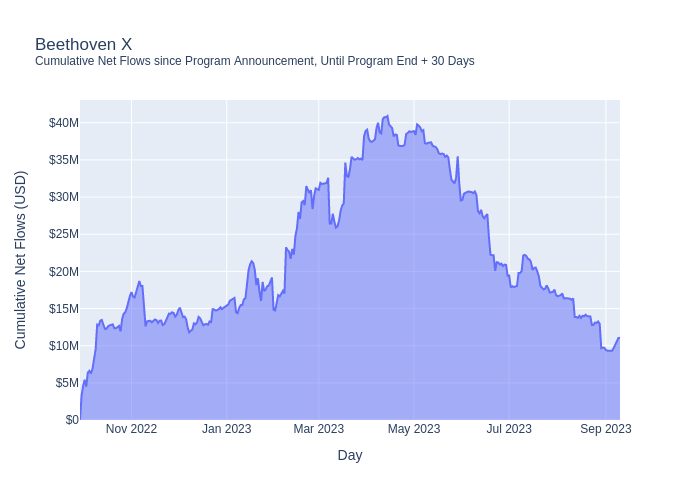 Beethoven X
Cumulative Net Flows since Program Announcement, Until Program End + 30 Days
Cumulative Net Flows (USD)
$40M
$35M
$30M
$25M
$20M
$15M
$10M
$5M
$0
Nov 2022 Jan 2023 Mar 2023 May 2023 Jul 2023 Sep 2023
Day